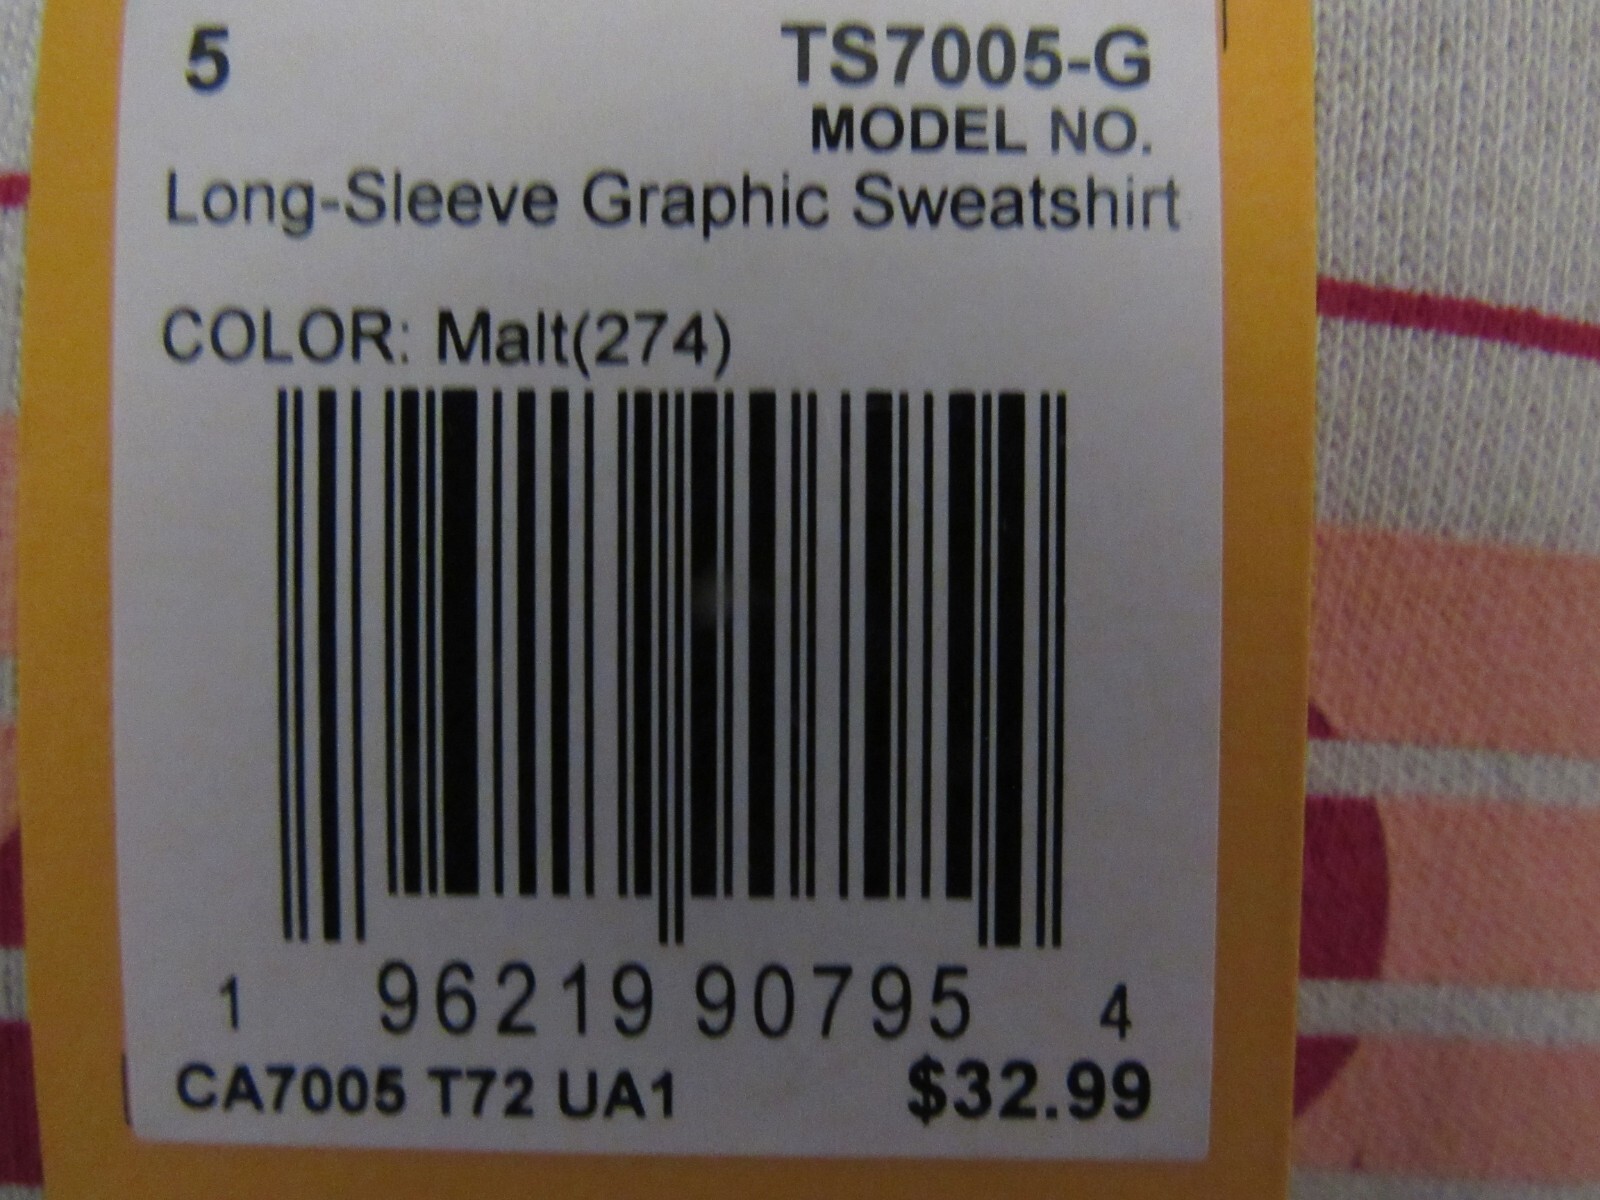 5 TS7005-G
MODEL NO.
Long-Sleeve Graphic Sweatshirt
COLOR: Malt(274)
1 96219 90795 4
CA7005 T72 UA1 $32.99